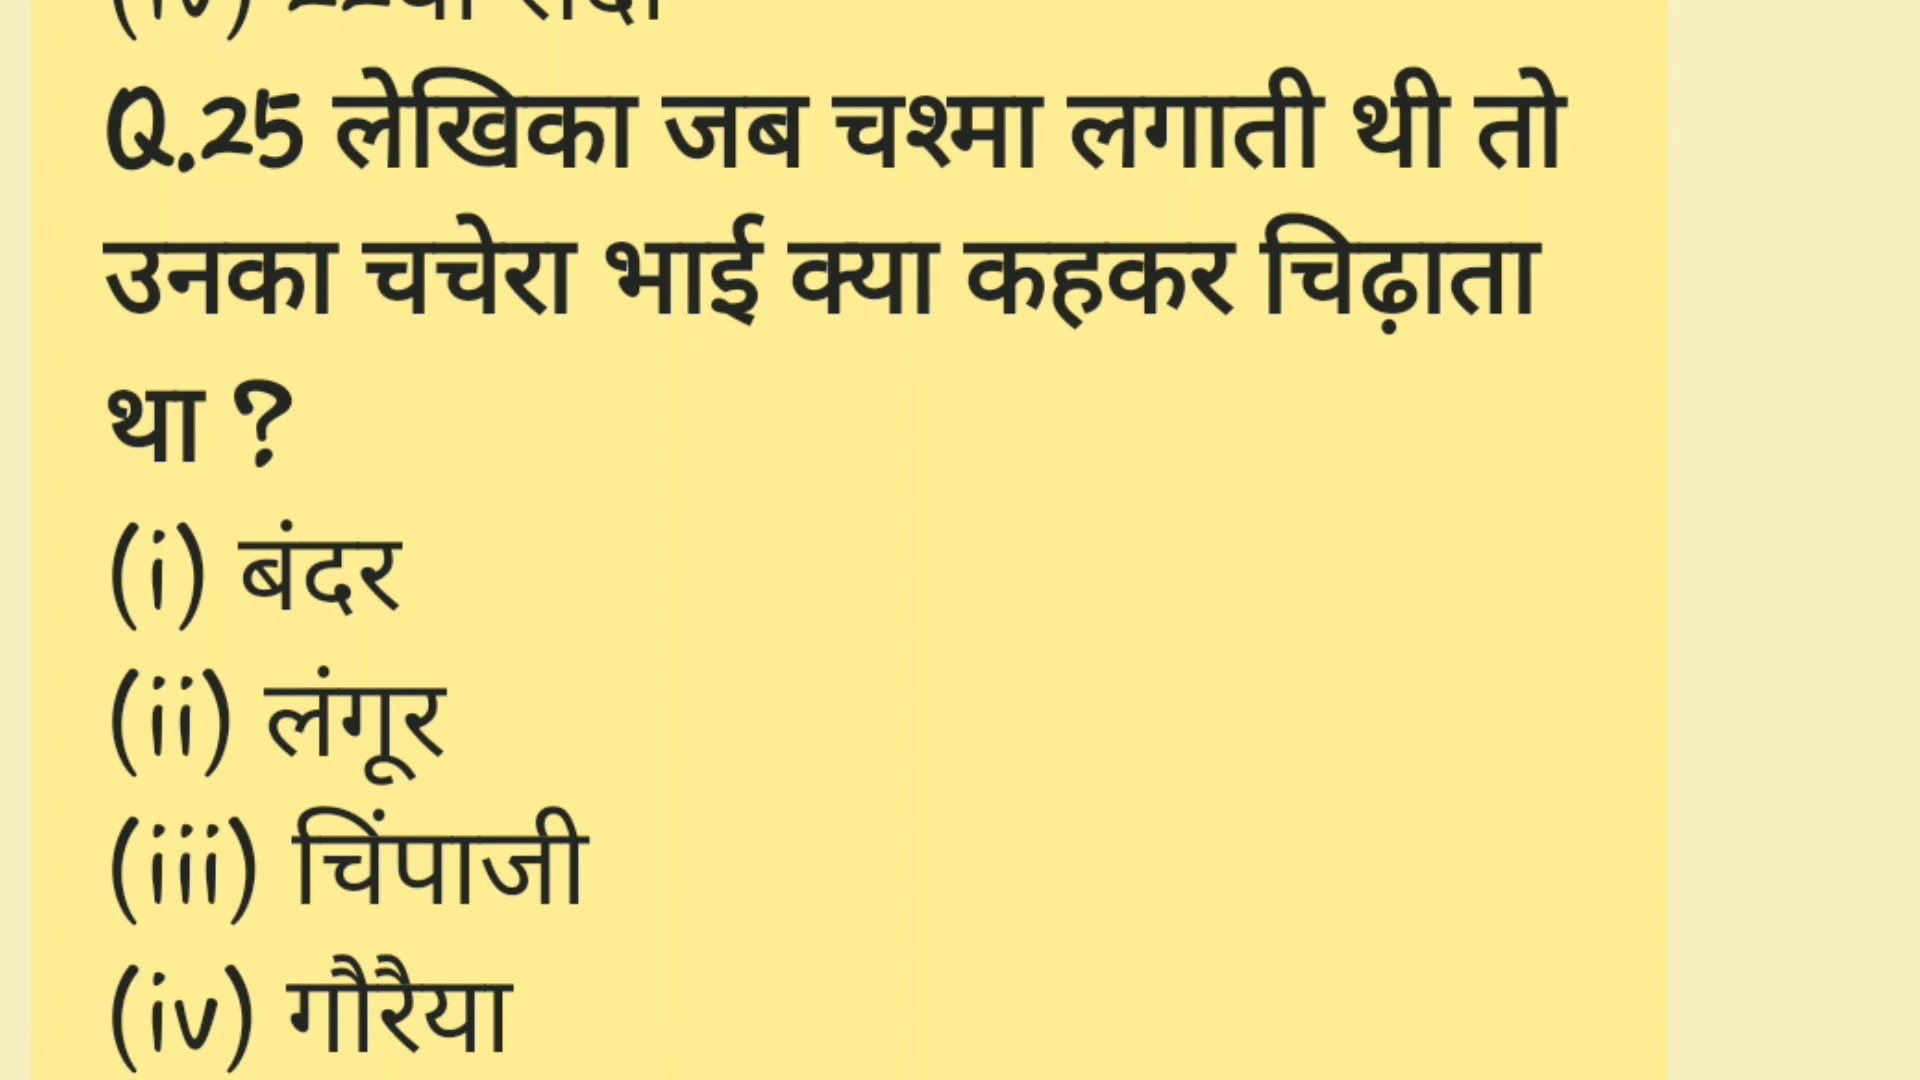 Q.25 लेखिका जब चश्मा लगाती थी तो
उनका चचेरा भाई क्या कहकर चिढ़ाता
था ?
(i) बंदर
(ii) लंगूर
(iii) चिंपाजी
(iv) गौरैया